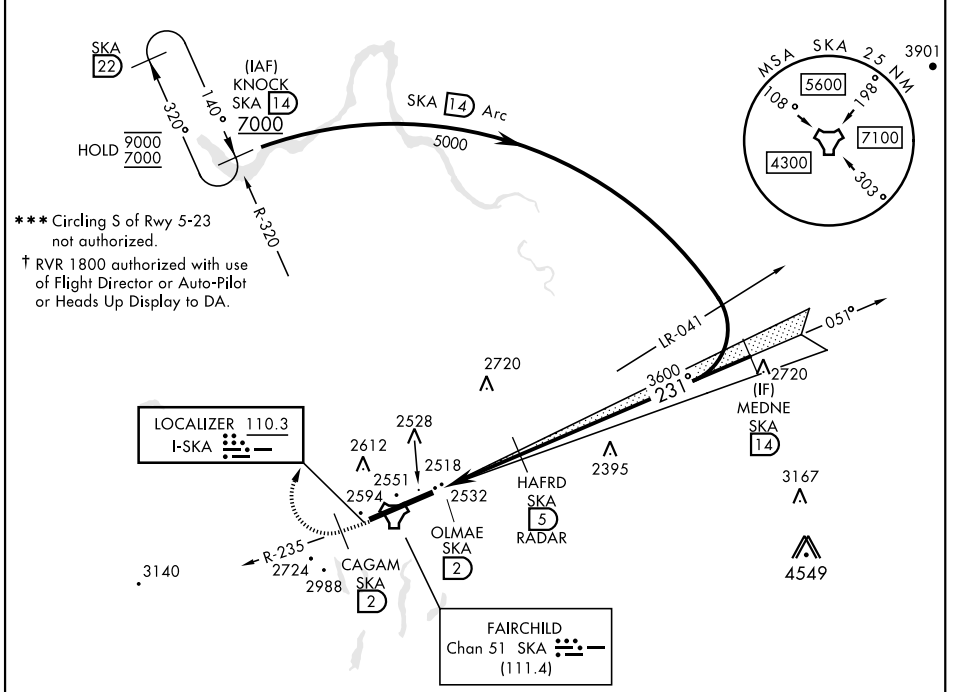 SKA
22
(IAF)
KNOCK
SKA 14
7000
140°
320°
HOLD 9000
7000
R-320
SKA 14 Arc
5000
MSA SKA 25 NM
3901
5600
108°
198°
7100
4300
303°
*** Circling S of Rwy 5-23
not authorized.
† RVR 1800 authorized with use
of Flight Director or Auto-Pilot
or Heads Up Display to DA.
LR-041
051°
3600
231°
2720
2720
(IF)
MEDNE
SKA
14
LOCALIZER 110.3
I-SKA
2612
2528
2551
2518
2594
2532
2395
HAFRD
SKA
5
RADAR
3167
4549
OLMAE
SKA
2
R-235
2724
2988
CAGAM
SKA
2
3140
FAIRCHILD
Chan 51 SKA
(111.4)